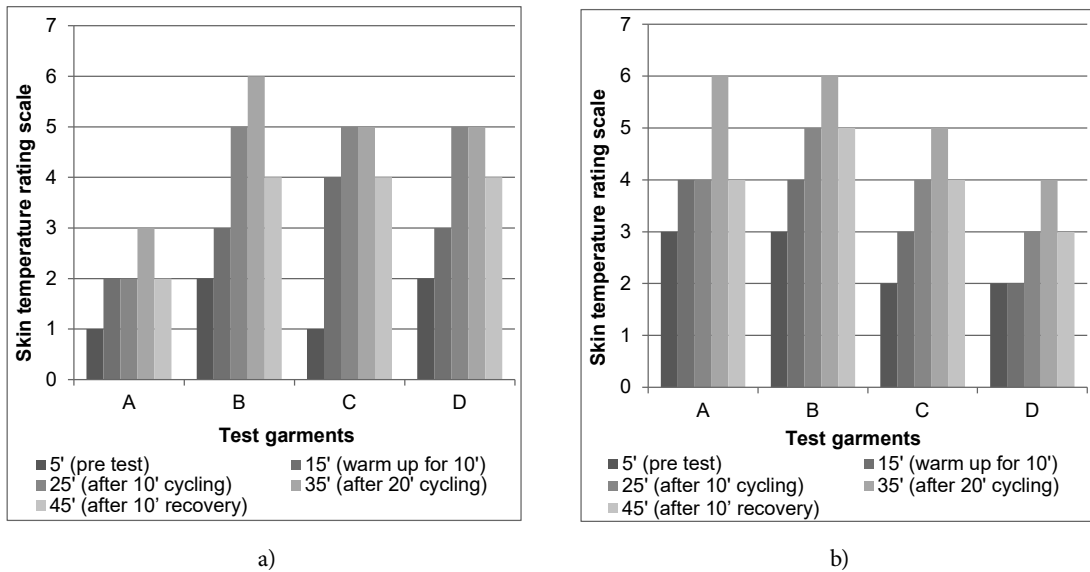 7
6
5
4
3
2
1
0
Skin temperature rating scale
A B C D
Test garments
5' (pre test) 15' (warm up for 10')
25' (after 10' cycling) 35' (after 20' cycling)
45' (after 10’ recovery)
a)
7
6
5
4
3
2
1
0
Skin temperature rating scale
A B C D
Test garments
5' (pre test) 15' (warm up for 10')
25' (after 10' cycling) 35' (after 20' cycling)
45' (after 10’ recovery)
b)